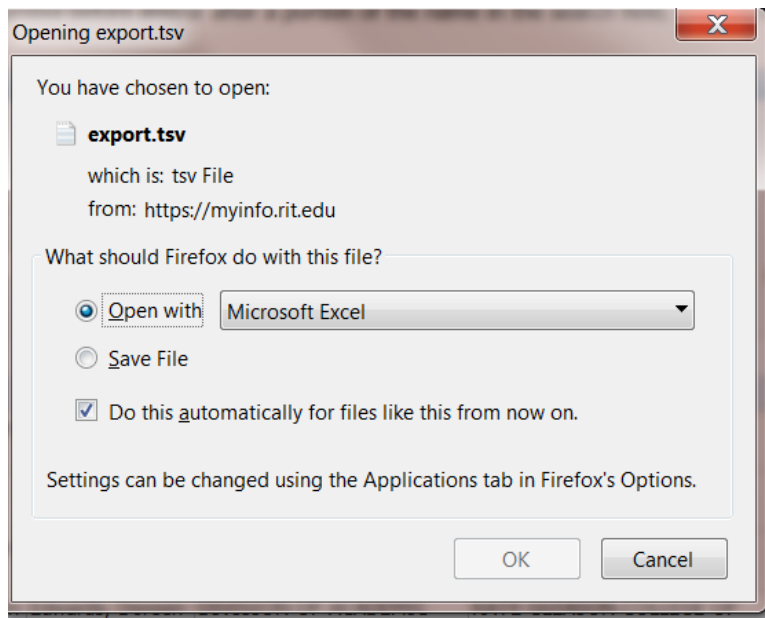 Opening export.tsv
You have chosen to open:
export.tsv
which is: tsv File
from: https://myinfo.rit.edu
What should Firefox do with this file?
Open with Microsoft Excel
Save File
Do this automatically for files like this from now on.
Settings can be changed using the Applications tab in Firefox's Options.
OK Cancel